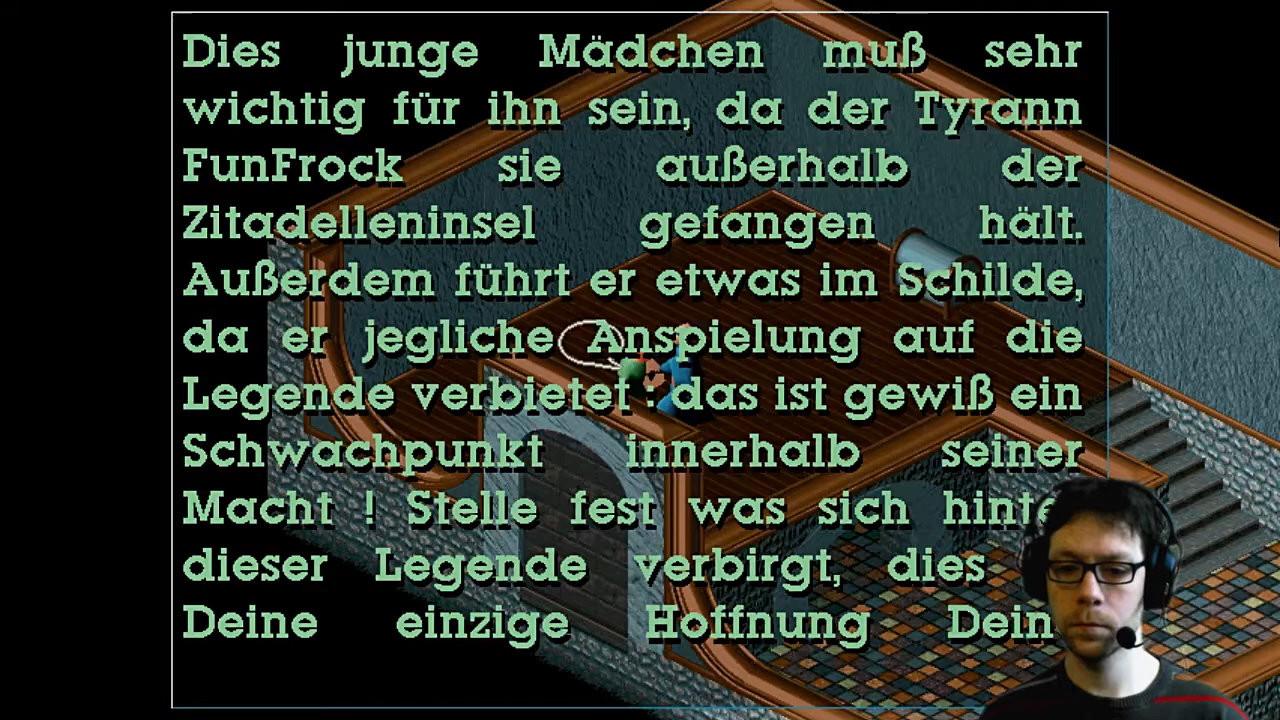 Dies junge Mädchen muß sehr
wichtig für ihn sein, da der Tyrann
FunFrock sie außerhalb der
Zitadelleninsel gefangen hält.
Außerdem führt er etwas im Schilde,
da er jegliche Anspielung auf die
Legende verbietet : das ist gewiß ein
Schwachpunkt innerhalb seiner
Macht ! Stelle fest was sich
dieser Legende verbirgt, dies
Deine einzige Hoffnung